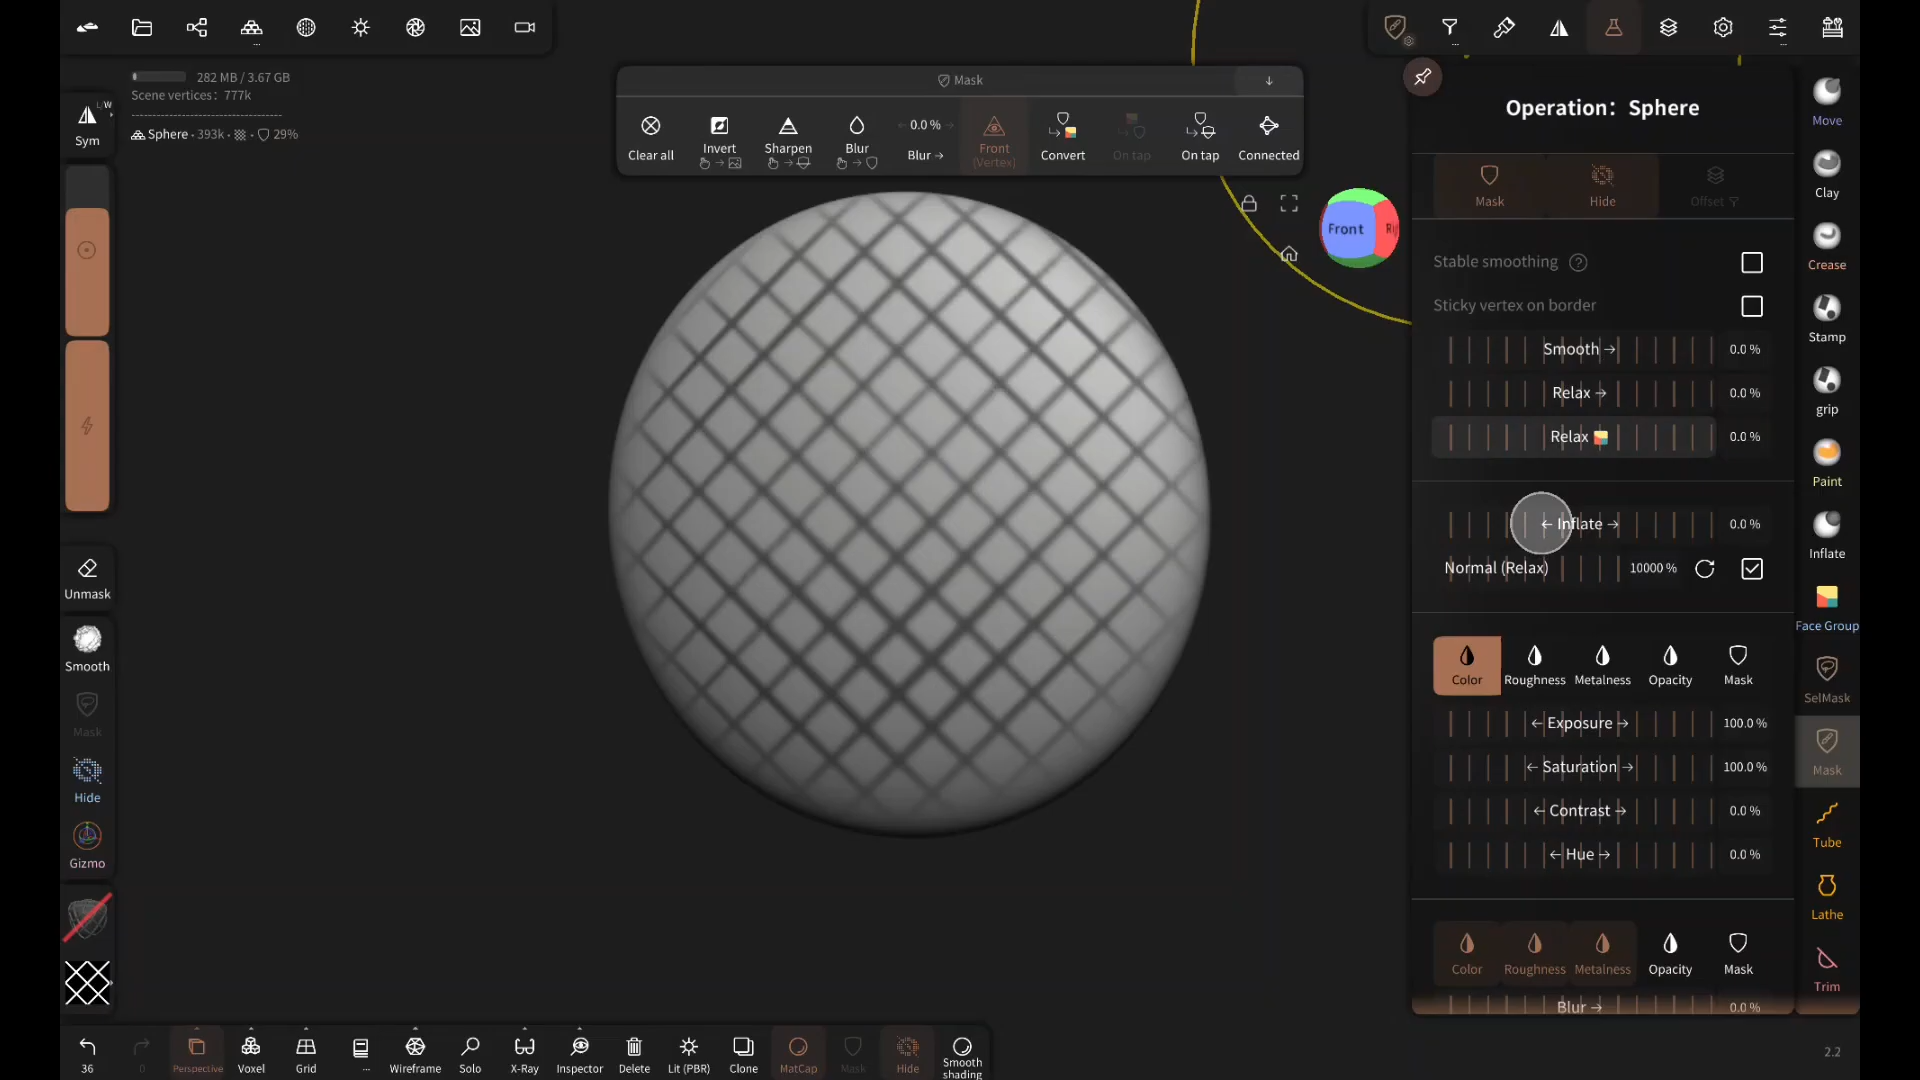 282 MB / 3.67 GB
Scene vertices: 777k
Sphere • 393k • • 29%
L/W
Sym
Unmask
Smooth
Mask
Hide
Gizmo
Mask
Clear all
Invert
Sharpen
Blur
0.0 %
Blur →
Front
(Vertex)
Convert
On tap
On tap
Connected
Front
Ri
Operation: Sphere
Mask
Hide
Offset
Stable smoothing ?
Sticky vertex on border
Smooth → 0.0 %
Relax → 0.0 %
Relax 0.0 %
← Inflate → 0.0 %
Normal (Relax) 10000 %
Color
Roughness
Metalness
Opacity
Mask
← Exposure → 100.0 %
← Saturation → 100.0 %
← Contrast → 0.0 %
← Hue → 0.0 %
Color
Roughness
Metalness
Opacity
Mask
Blur → 0.0 %
Move
Clay
Crease
Stamp
grip
Paint
Inflate
Face Group
SelMask
Mask
Tube
Lathe
Trim
36
0
Perspective
Voxel
Grid
...
Wireframe
Solo
X-Ray
Inspector
Delete
Lit (PBR)
Clone
MatCap
Mask
Hide
Smooth
shading
2.2